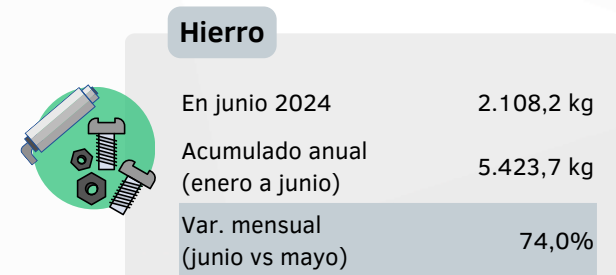 Hierro
En junio 2024 2.108,2 kg
Acumulado anual
(enero a junio) 5.423,7 kg
Var. mensual
(junio vs mayo) 74,0%